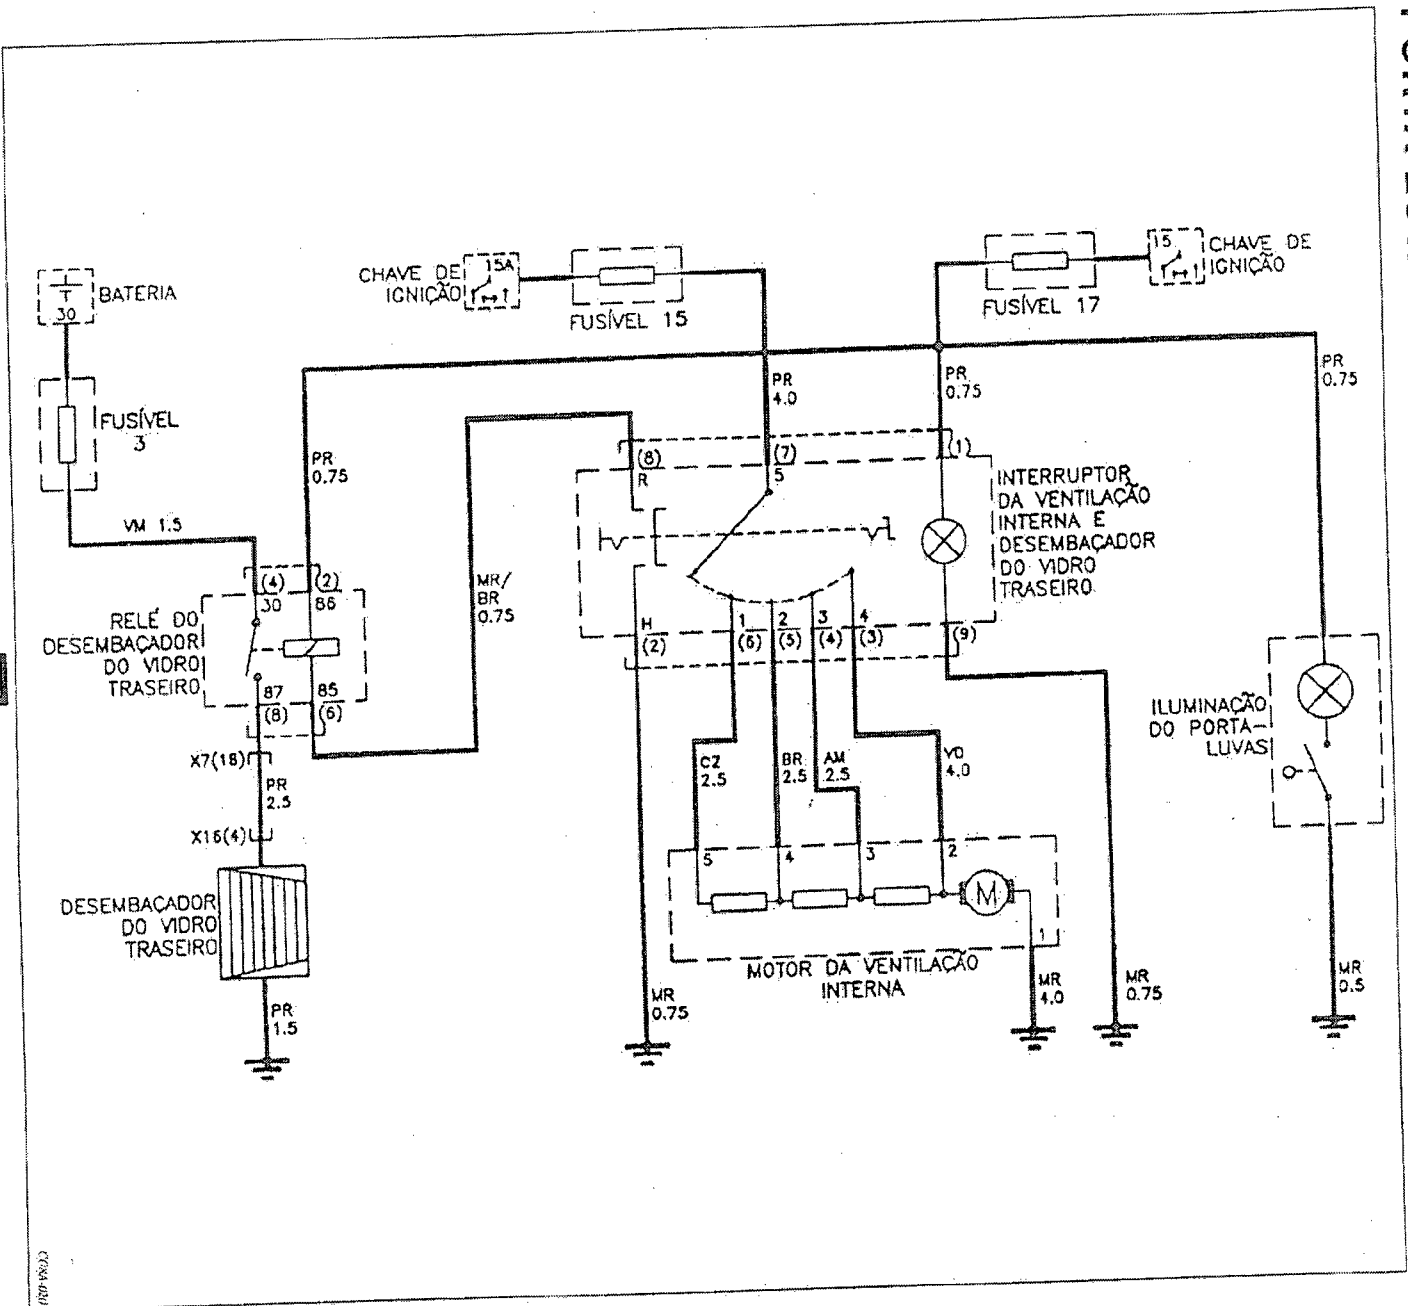 BATERIA
30
CHAVE DE
IGNIÇÃO
15A
FUSÍVEL 15
FUSÍVEL 17
15
CHAVE DE
IGNIÇÃO
FUSÍVEL
3
VM 1.5
PR
0.75
PR
4.0
PR
0.75
PR
0.75
(8)
R
(7)
5
(1)
INTERRUPTOR
DA VENTILAÇÃO
INTERNA E
DESEMBAÇADOR
DO VIDRO
TRASEIRO
MR/
BR
0.75
(4)
30
(2)
86
RELÉ DO
DESEMBAÇADOR
DO VIDRO
TRASEIRO
87
(8)
85
(6)
H
(2)
1
(6)
2
(5)
3
(4)
4
(3)
(9)
X7(18)
PR
2.5
X16(4)
DESEMBAÇADOR
DO VIDRO
TRASEIRO
PR
1.5
CZ
2.5
BR
2.5
AM
2.5
4.0
5
4
3
2
M
1
MOTOR DA VENTILAÇÃO
INTERNA
MR
0.75
MR
4.0
MR
0.75
ILUMINAÇÃO
DO PORTA-
LUVAS
MR
0.5